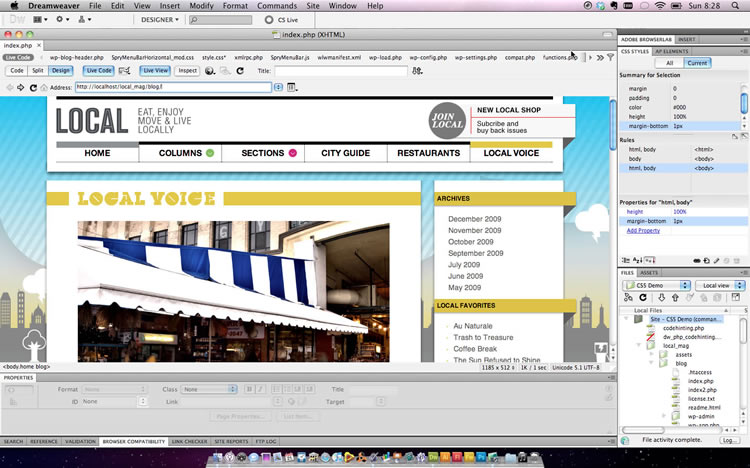 Dreamweaver File Edit View Insert Modify Format Commands Site Window Help Sun 8:28
Dw DESIGNER CS Live
index.php (XHTML)
index.php
Live Code wp-blog-header.php SpryMenuBarHorizontal_mod.css style.css* xmlrpc.php SpryMenuBar.js wlwmanifest.xml wp-load.php wp-config.php wp-settings.php compat.php functions.php
Code Split Design Live Code Live View Inspect Title:
Address: http://localhost/local_mag/blog/
LOCAL
EAT, ENJOY
MOVE & LIVE
LOCALLY
JOIN
LOCAL
NEW LOCAL SHOP
Subcribe and
buy back issues
HOME COLUMNS SECTIONS CITY GUIDE RESTAURANTS LOCAL VOICE
LOCAL VOICE
ARCHIVES
December 2009
November 2009
October 2009
September 2009
July 2009
June 2009
May 2009
LOCAL FAVORITES
Au Naturale
Trash to Treasure
Coffee Break
The Sun Refused to Shine
<body.home blog>
1185 x 512 1K / 1 sec Unicode 5.1 UTF-8
PROPERTIES
Format None Class None B I Title
ID None Link Target
Page Properties... List Item...
SEARCH REFERENCE VALIDATION BROWSER COMPATIBILITY LINK CHECKER SITE REPORTS FTP LOG
ADOBE BROWSERLAB
CSS STYLES AP ELEMENTS
All Current
Summary for Selection
margin 0
padding 0
color #000
height 100%
margin-bottom 1px
Rules
html, body <html>
body <body>
html, body <body>
Properties for "html, body"
height 100%
margin-bottom 1px
Add Property
FILES ASSETS
CS5 Demo Local view
Local Files S
Site - CS5 Demo (comman...
codehinting.php
dw_php_codehinting...
local_mag
assets
blog
.htaccess
index.php
index2.php
license.txt
readme.html
wp-admin
wp-app.php
File activity complete. Log...